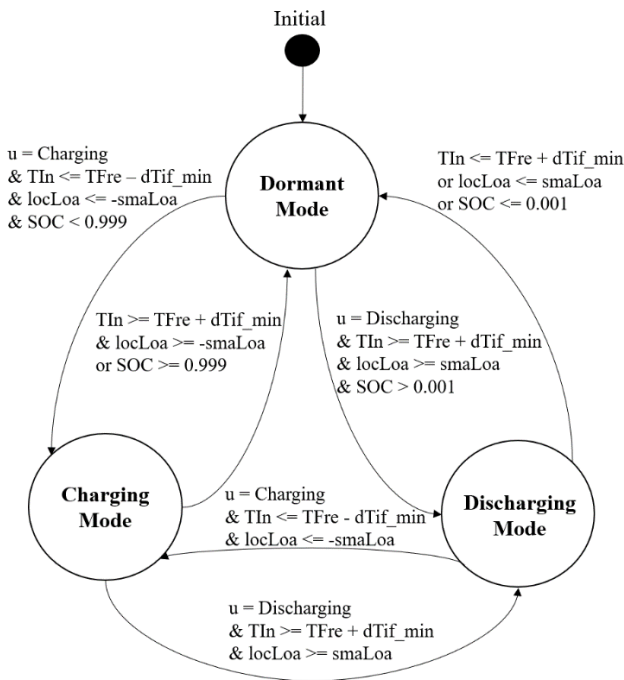 Initial
u = Charging
& TIn <= TFre – dTif_min
& locLoa <= -smaLoa
& SOC < 0.999
Dormant
Mode
TIn <= TFre + dTif_min
or locLoa <= smaLoa
or SOC <= 0.001
TIn >= TFre + dTif_min
& locLoa >= -smaLoa
or SOC >= 0.999
u = Discharging
& TIn >= TFre + dTif_min
& locLoa >= smaLoa
& SOC > 0.001
Charging
Mode
u = Charging
& TIn <= TFre - dTif_min
& locLoa <= -smaLoa
Discharging
Mode
u = Discharging
& TIn >= TFre + dTif_min
& locLoa >= smaLoa